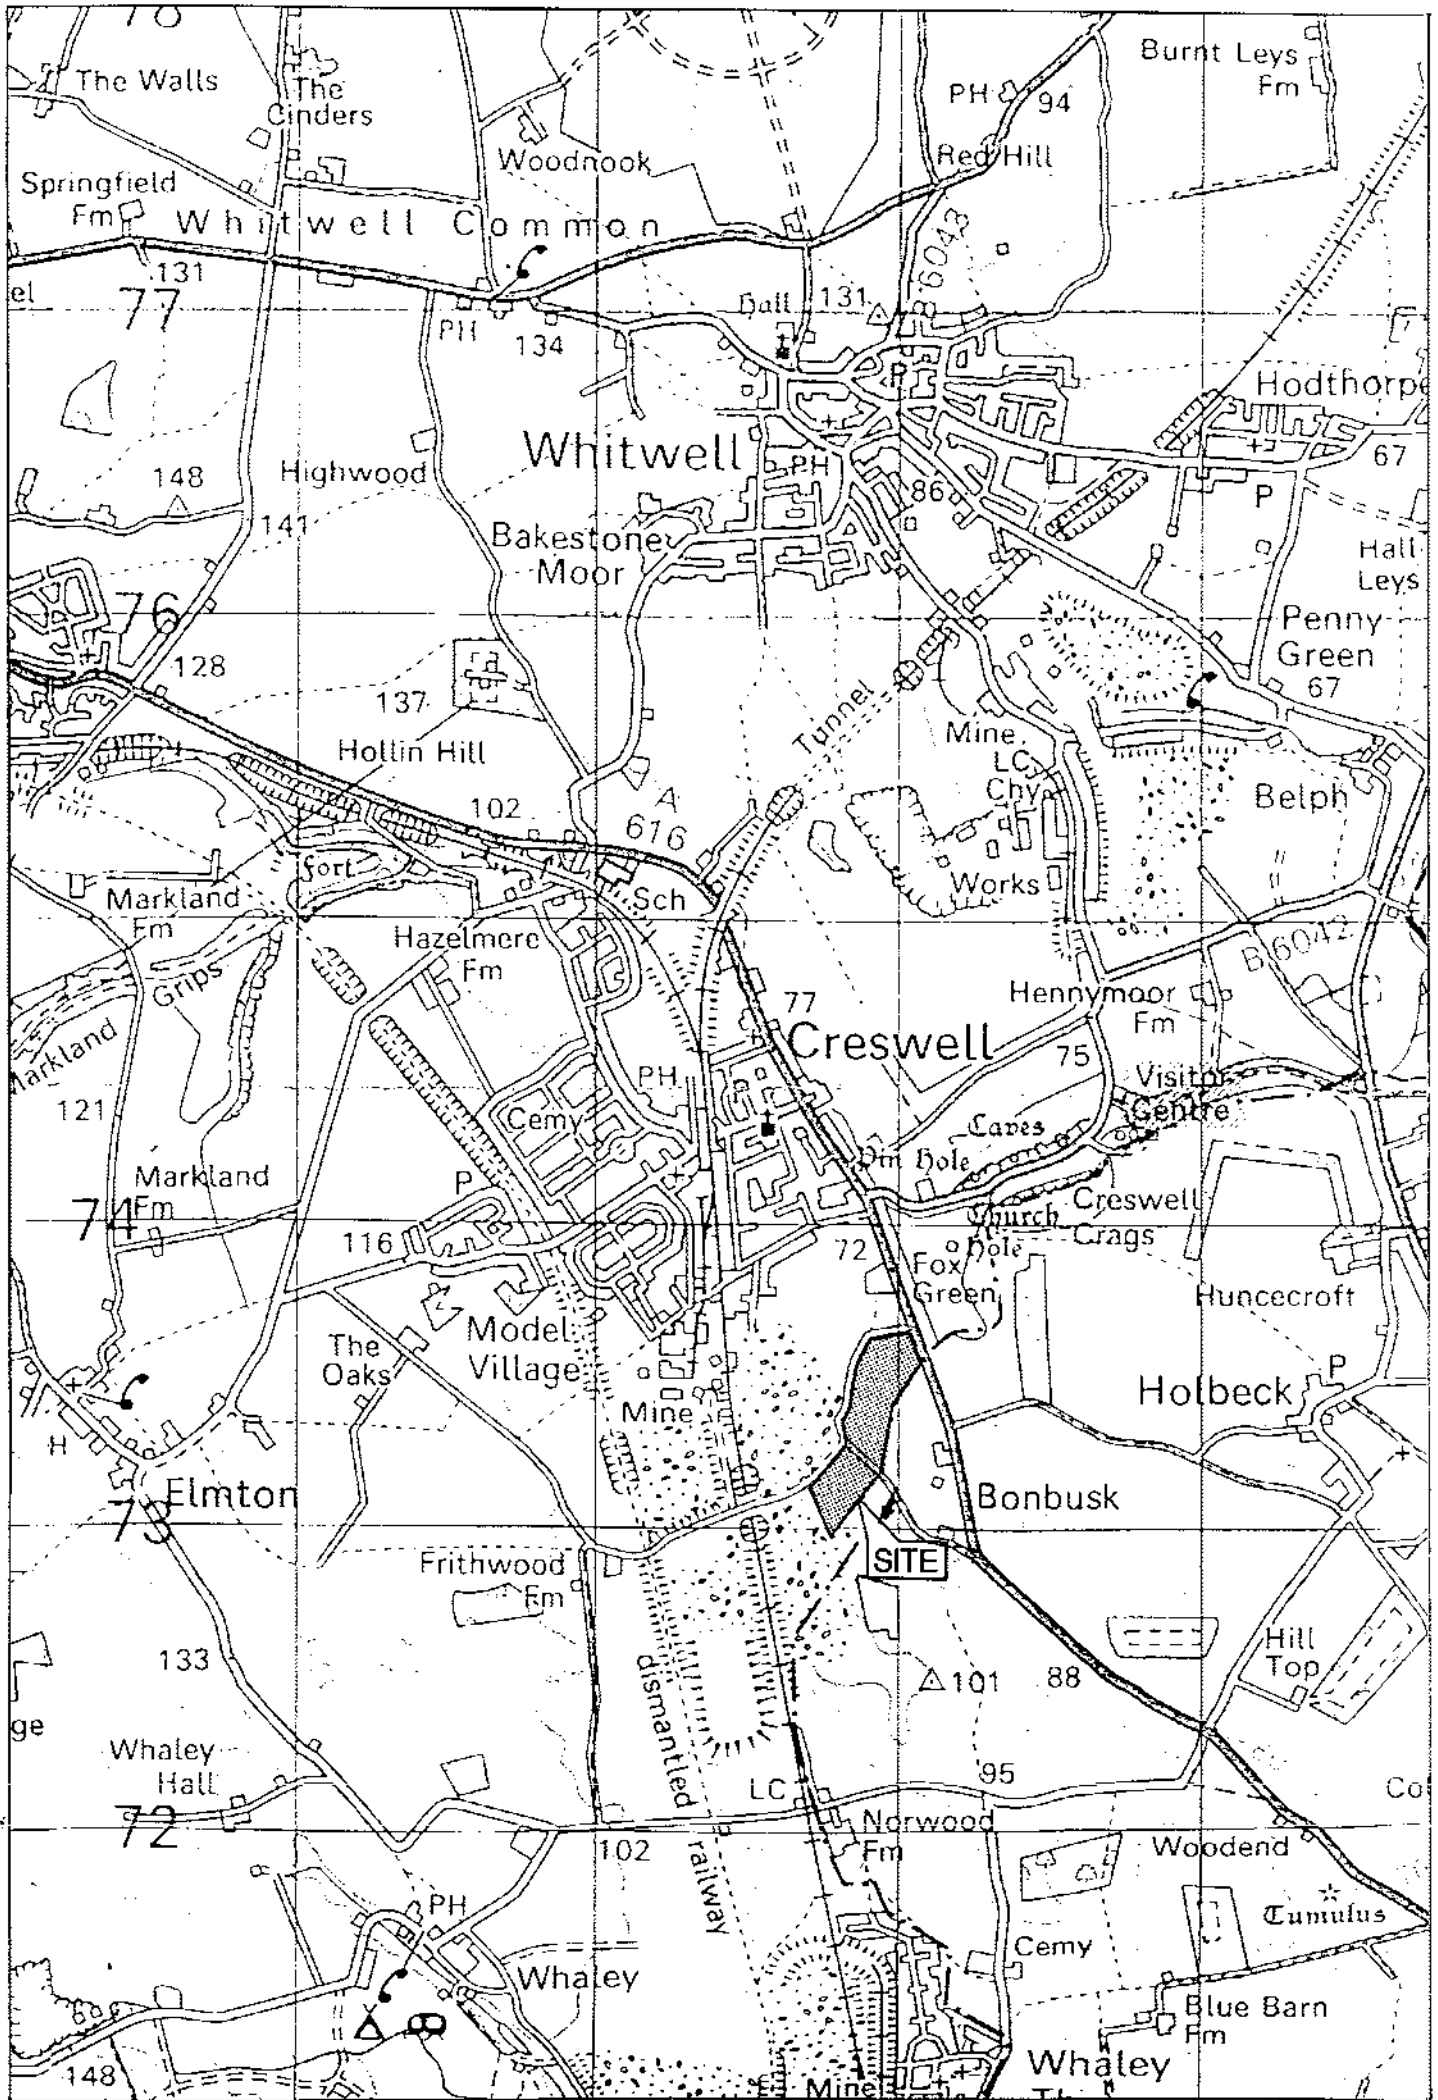 78
The Walls
The
Cinders
Burnt Leys
Fm
PH
94
Woodnook
Red Hill
Springfield
Fm
Whitwell Common
131
el
77
B 6043
Hall
131
PH
134
P
Hodthorpe
Whitwell
PH
67
148
Highwood
86
P
141
Bakestone
Moor
Hall
Leys
76
Penny
Green
67
128
137
Tunnel
Mine
Hollin Hill
LC
Chy
Belph
102
A
616
Fort
Works
Markland
Fm
Sch
Hazelmere
Fm
B 6042
Grips
Hennymoor
Fm
77
Markland
Creswell
75
PH
Visitor
Centre
121
Cemy
Caves
Pin Hole
Markland
Fm
P
74
Creswell
Crags
Church
Hole
116
72
Fox
Green
Huncecroft
Model
Village
The
Oaks
P
Holbeck
Mine
H
Elmton
Bonbusk
73
Frithwood
Fm
SITE
133
Hill
Top
101
88
ge
dismantled
railway
Whaley
Hall
95
LC
Co
72
Norwood
Fm
102
Woodend
PH
Tumulus
Cemy
Whaley
Blue Barn
Fm
148
Whaley
Th
Mine